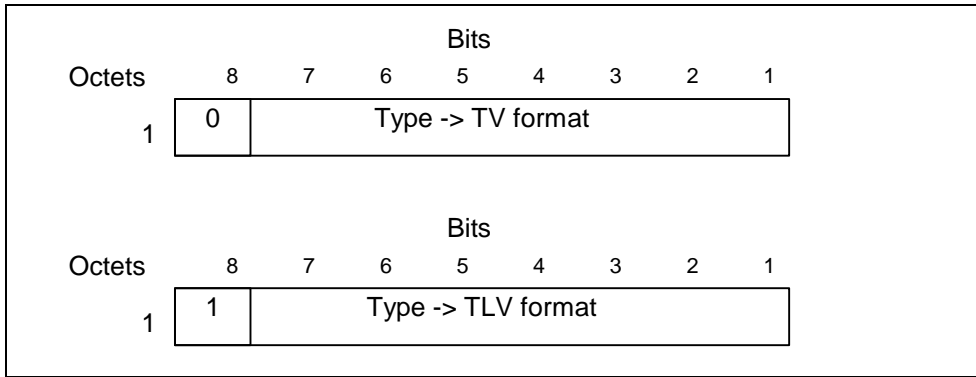 Bits
Octets 8 7 6 5 4 3 2 1
1 0 Type -> TV format
Bits
Octets 8 7 6 5 4 3 2 1
1 1 Type -> TLV format